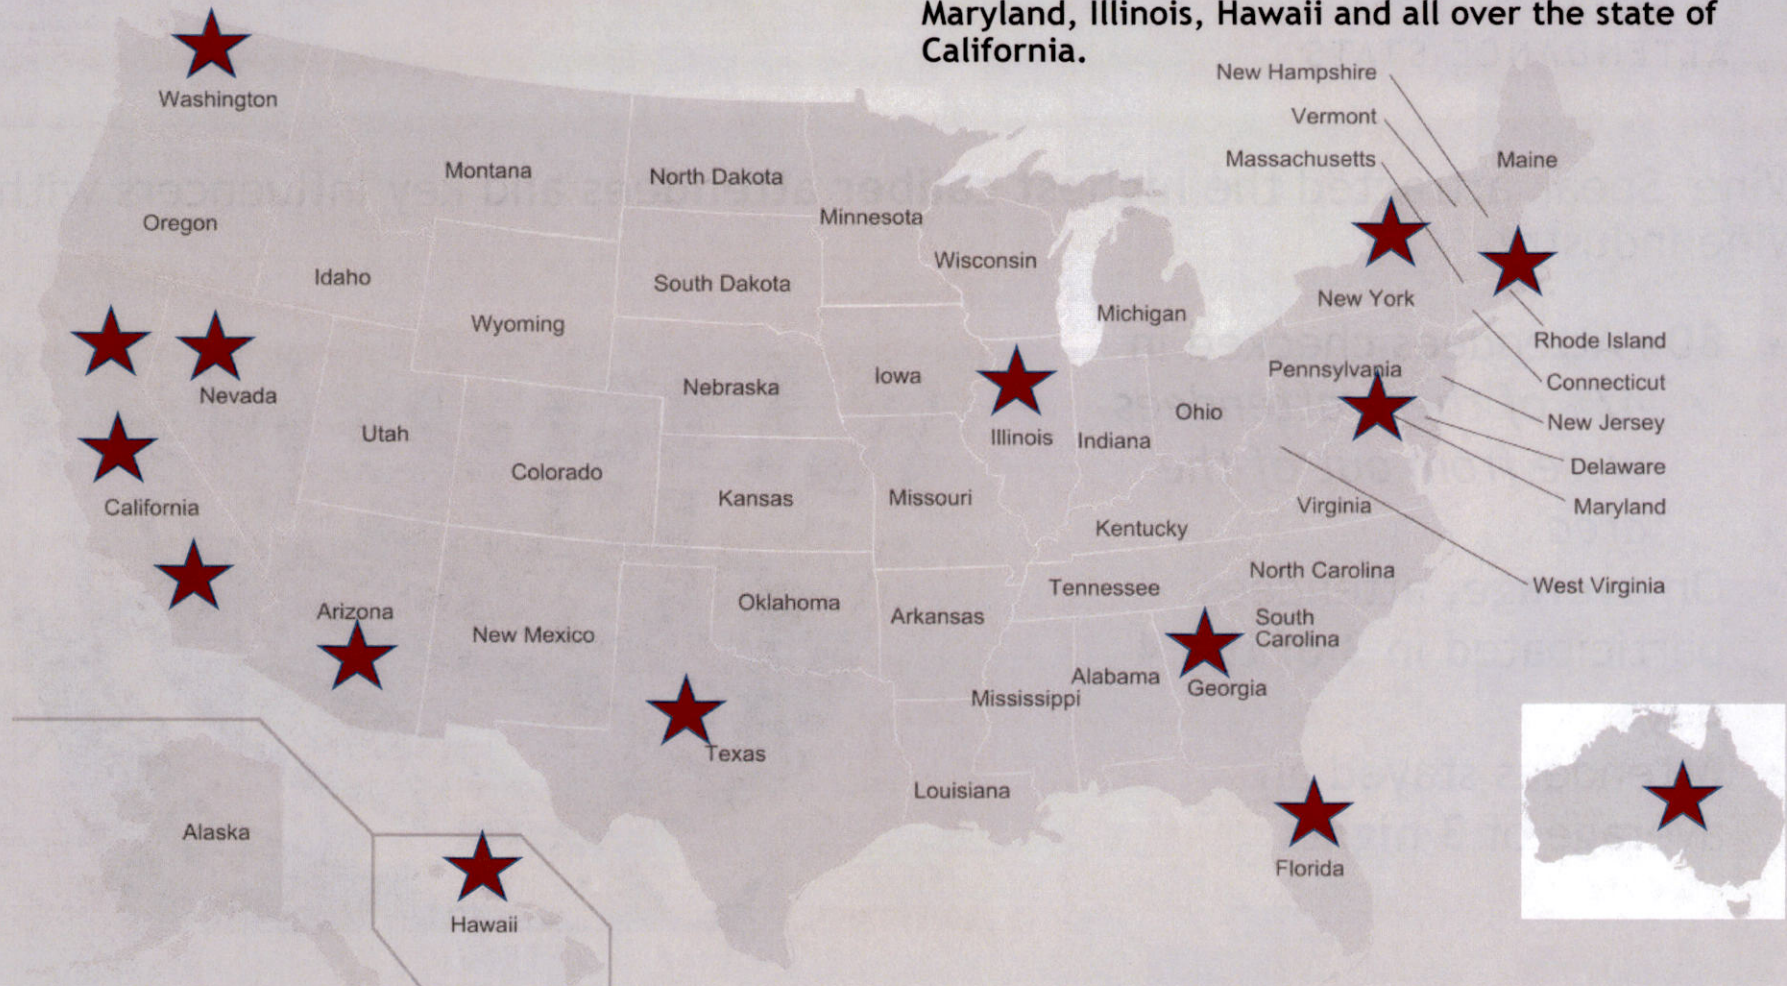 Maryland, Illinois, Hawaii and all over the state of
California.
New Hampshire
Washington
Vermont
Massachusetts
Maine
Montana
North Dakota
Minnesota
Oregon
Wisconsin
Idaho
South Dakota
New York
Michigan
Wyoming
Rhode Island
Pennsylvania
Iowa
Connecticut
Nebraska
Nevada
Ohio
New Jersey
Utah
Illinois
Indiana
Delaware
Colorado
Kansas
Missouri
Virginia
Maryland
California
Kentucky
North Carolina
West Virginia
Tennessee
Oklahoma
Arizona
Arkansas
South
Carolina
New Mexico
Alabama
Georgia
Mississippi
Texas
Louisiana
Alaska
Florida
Hawaii